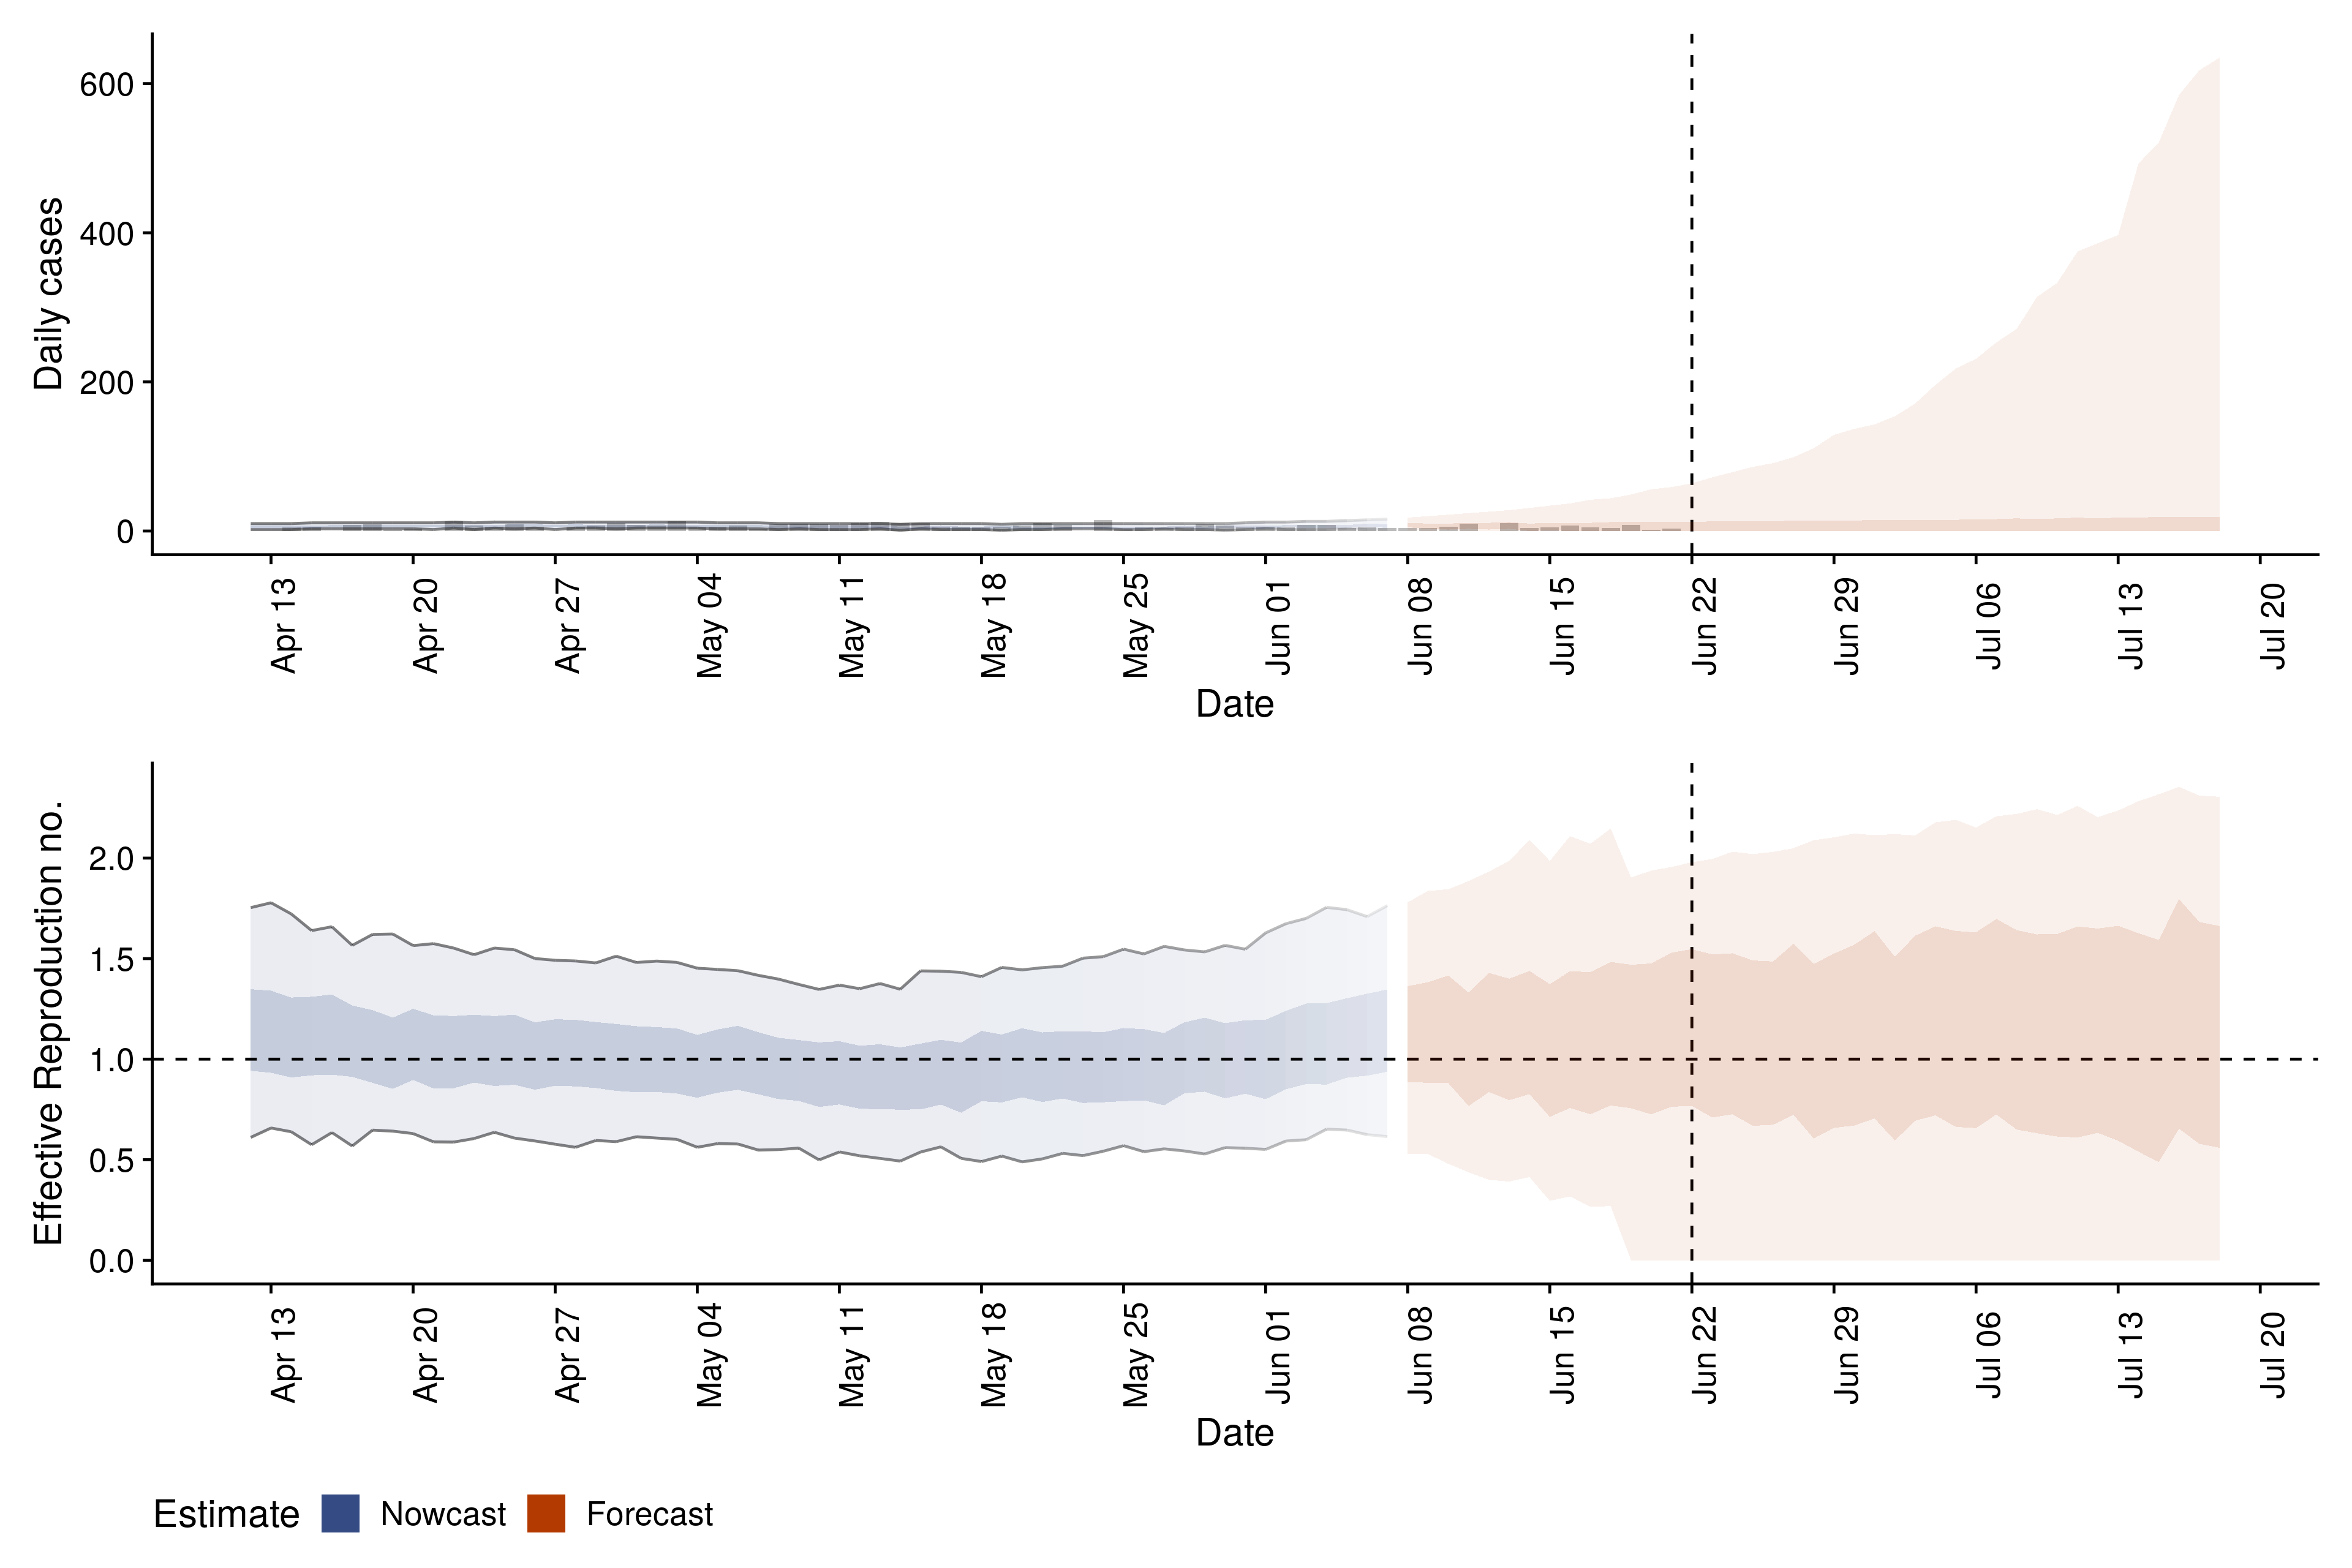 Daily cases
600
400
200
0
Apr 13
Apr 20
Apr 27
May 04
May 11
May 18
May 25
Jun 01
Jun 08
Jun 15
Jun 22
Jun 29
Jul 06
Jul 13
Jul 20
Date
Effective Reproduction no.
2.0
1.5
1.0
0.5
0.0
Apr 13
Apr 20
Apr 27
May 04
May 11
May 18
May 25
Jun 01
Jun 08
Jun 15
Jun 22
Jun 29
Jul 06
Jul 13
Jul 20
Date
Estimate Nowcast Forecast